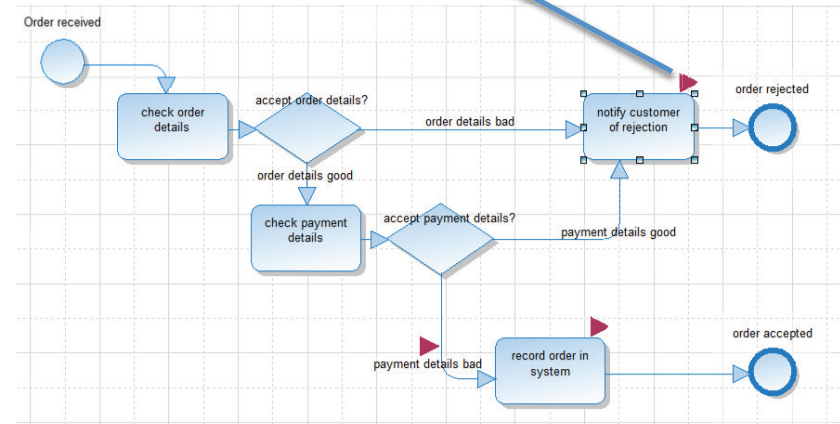 Order received
check order
details
accept order details?
order details bad
notify customer
of rejection
order rejected
order details good
check payment
details
accept payment details?
payment details good
payment details bad
record order in
system
order accepted